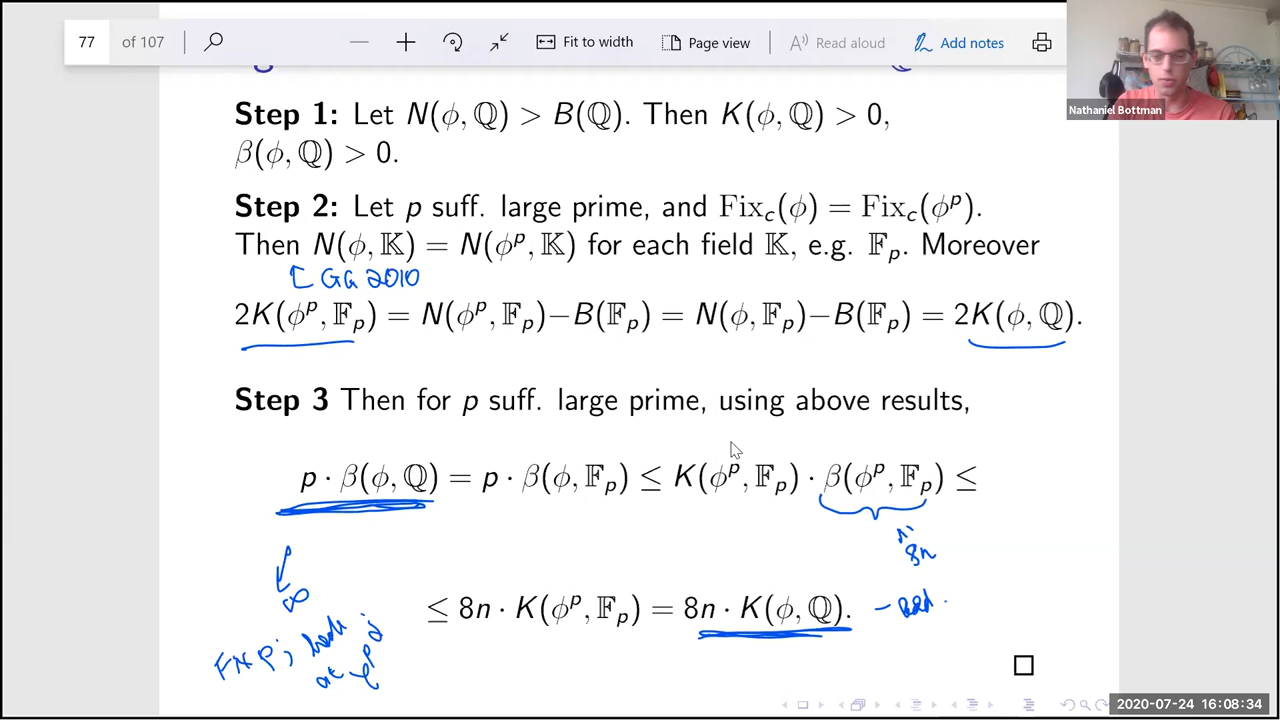 77 of 107 Fit to width Page view Read aloud Add notes
Nathaniel Bottman
Step 1: Let N(ϕ, ℚ) > B(ℚ). Then K(ϕ, ℚ) > 0,
β(ϕ, ℚ) > 0.
Step 2: Let p suff. large prime, and Fix_c(ϕ) = Fix_c(ϕ^p).
Then N(ϕ, 𝕂) = N(ϕ^p, 𝕂) for each field 𝕂, e.g. 𝔽_p. Moreover
GG 2010
2K(ϕ^p, 𝔽_p) = N(ϕ^p, 𝔽_p)−B(𝔽_p) = N(ϕ, 𝔽_p)−B(𝔽_p) = 2K(ϕ, ℚ).
Step 3 Then for p suff. large prime, using above results,
p · β(ϕ, ℚ) = p · β(ϕ, 𝔽_p) ≤ K(ϕ^p, 𝔽_p) · β(ϕ^p, 𝔽_p) ≤
8n
∞
≤ 8n · K(ϕ^p, 𝔽_p) = 8n · K(ϕ, ℚ).
2020-07-24 16:08:34